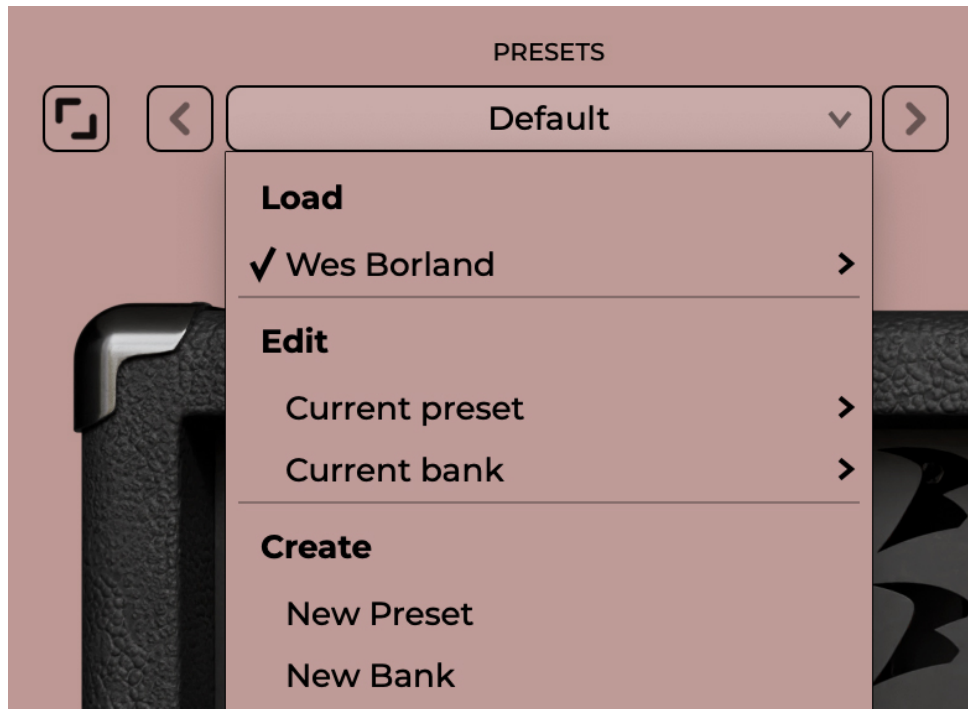 PRESETS
Default
Load
Wes Borland
Edit
Current preset
Current bank
Create
New Preset
New Bank